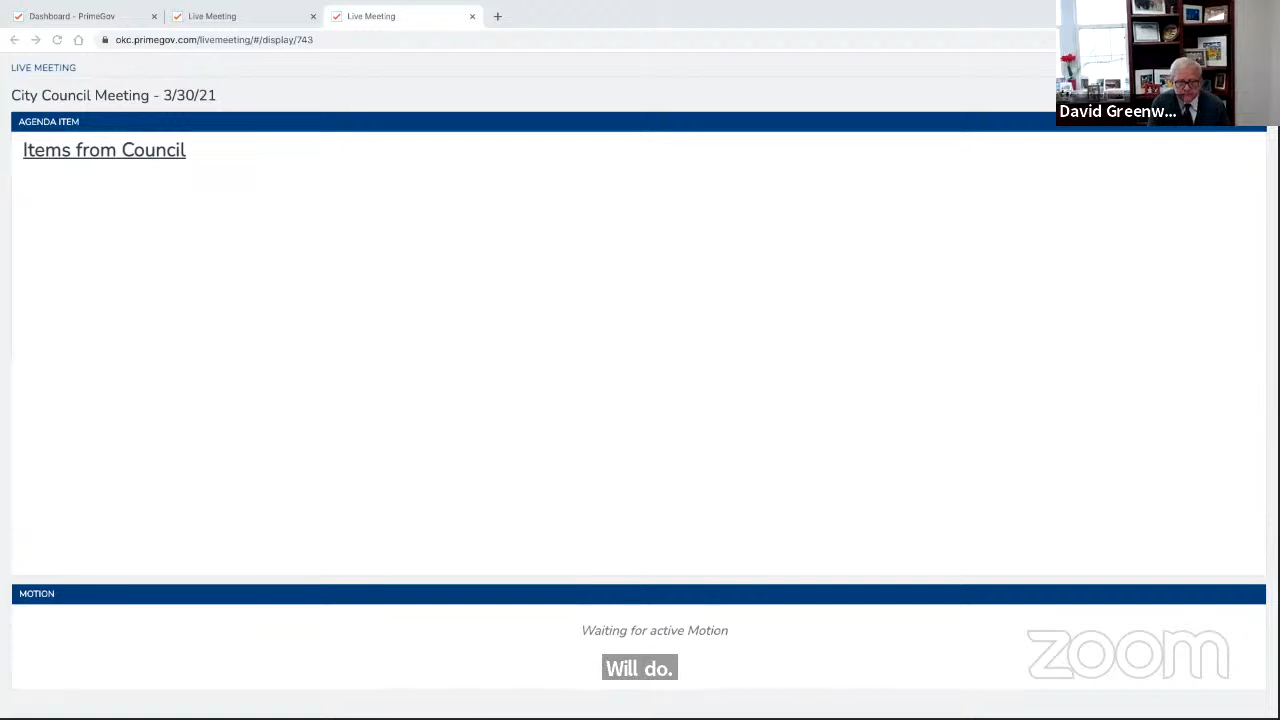 Dashboard - PrimeGov
Live Meeting
Live Meeting
okc.primegov.com/livemeeting/#/display/743
LIVE MEETING
City Council Meeting - 3/30/21
David Greenw...
AGENDA ITEM
Items from Council
MOTION
Waiting for active Motion
zoom
Will do.